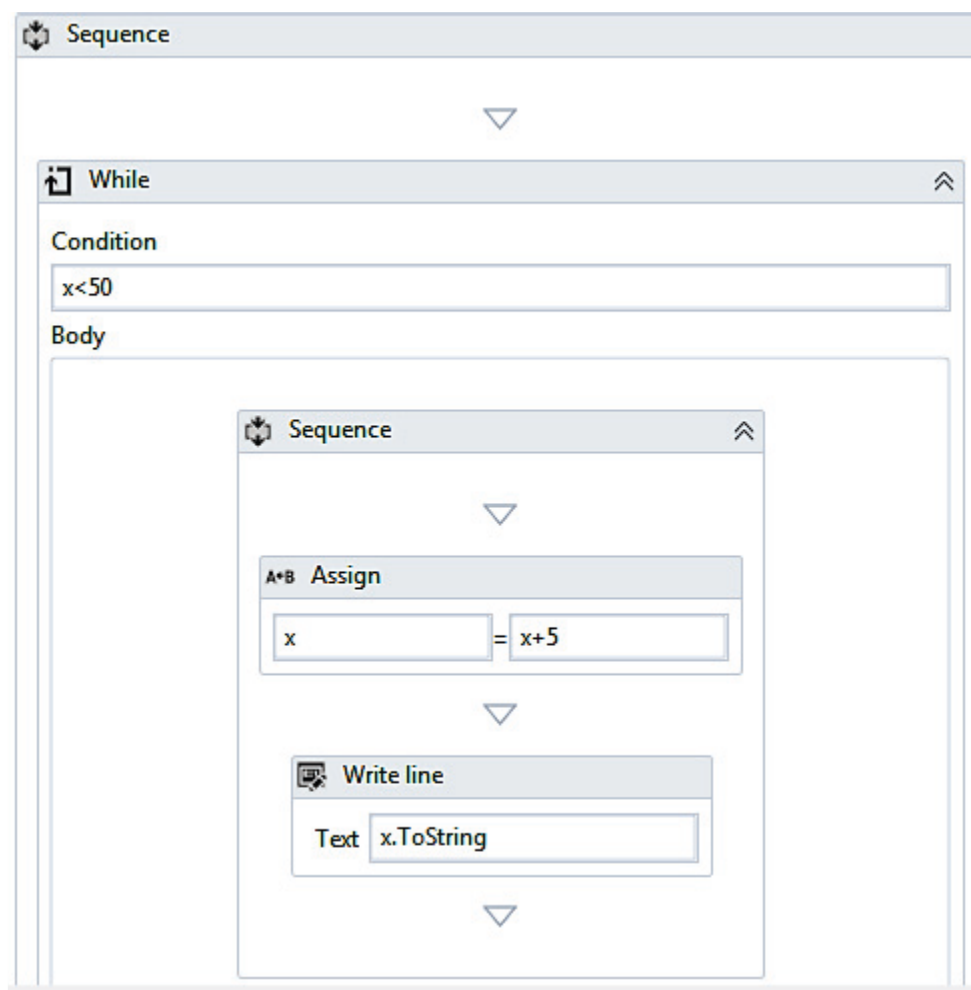 Sequence
While
Condition
x<50
Body
Sequence
A+B Assign
x = x+5
Write line
Text x.ToString